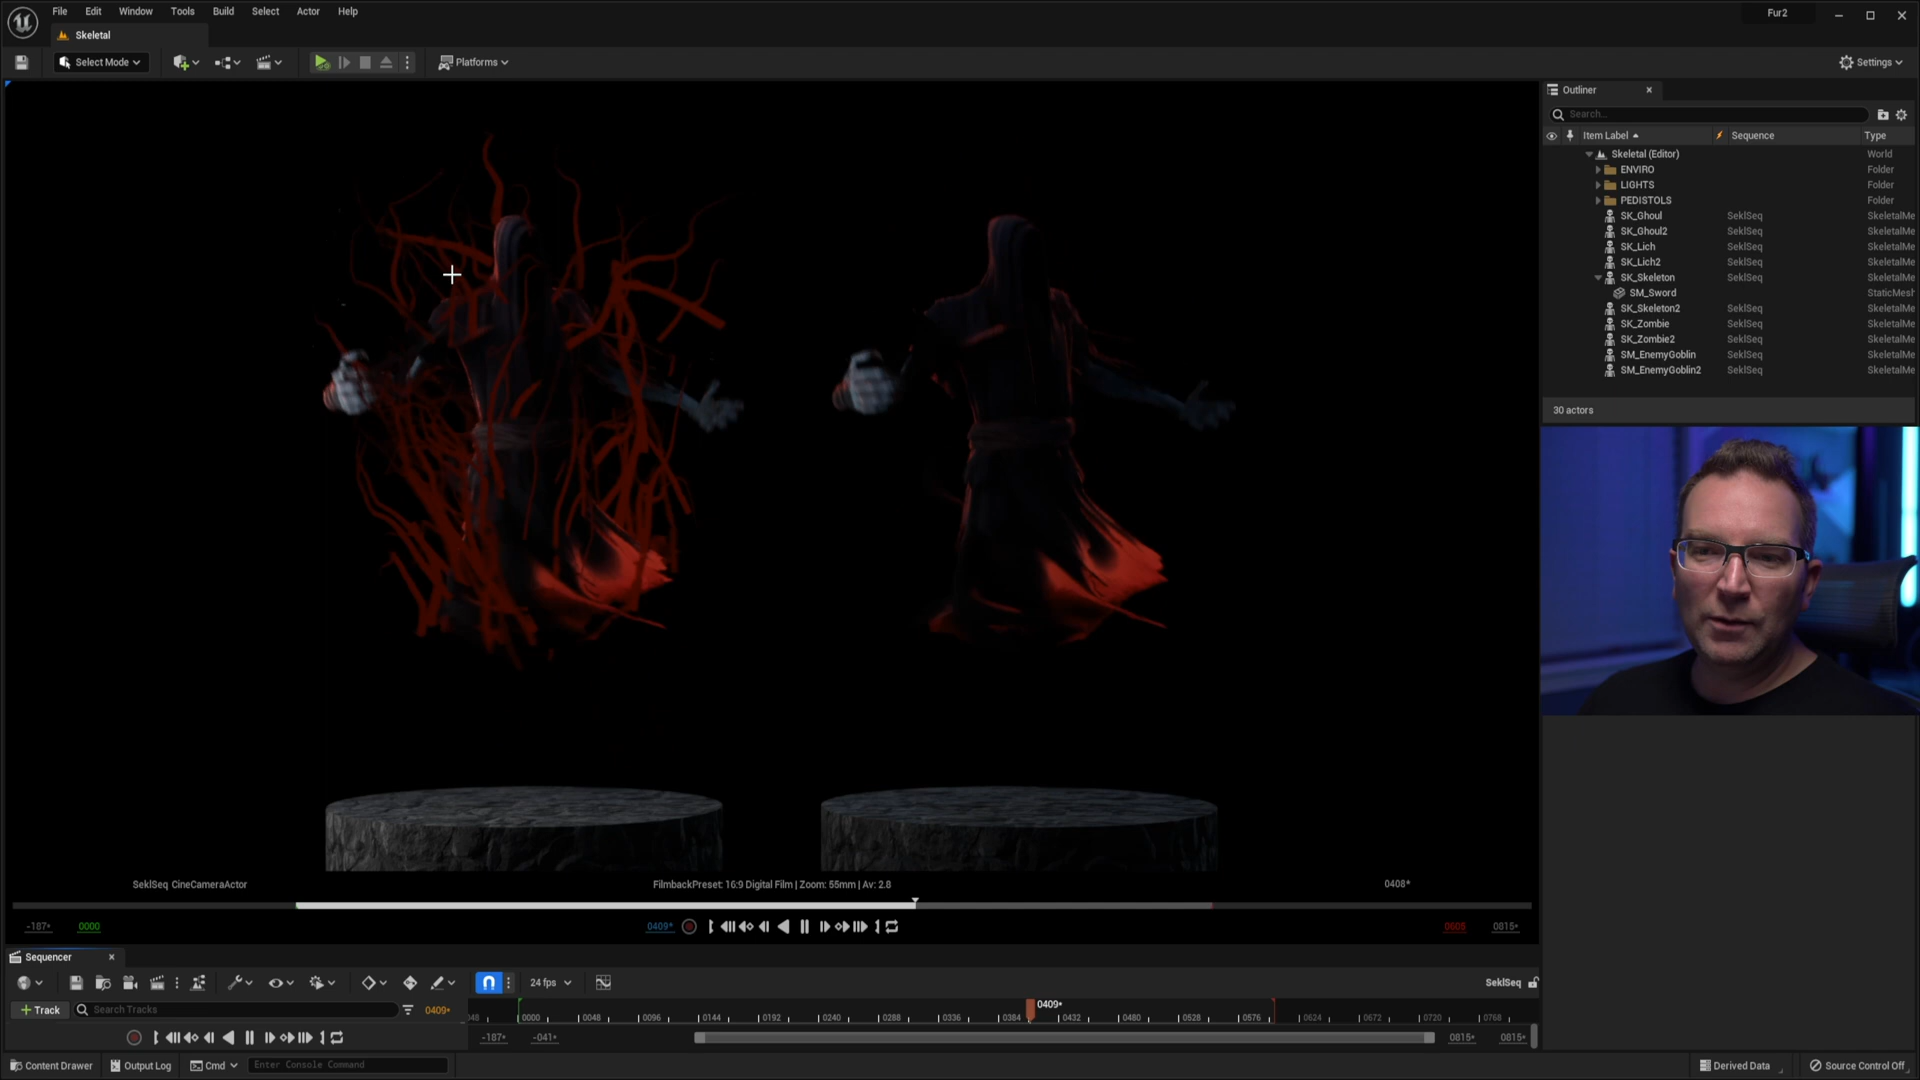 File Edit Window Tools Build Select Actor Help
Fur2
Skeletal
Select Mode
Platforms
Settings
Outliner
Search...
Item Label Sequence Type
Skeletal (Editor) World
ENVIRO Folder
LIGHTS Folder
PEDISTOLS Folder
SK_Ghoul SeklSeq SkeletalMe
SK_Ghoul2 SeklSeq SkeletalMe
SK_Lich SeklSeq SkeletalMe
SK_Lich2 SeklSeq SkeletalMe
SK_Skeleton SeklSeq SkeletalMe
SM_Sword StaticMesh
SK_Skeleton2 SeklSeq SkeletalMe
SK_Zombie SeklSeq SkeletalMe
SK_Zombie2 SeklSeq SkeletalMe
SM_EnemyGoblin SeklSeq SkeletalMe
SM_EnemyGoblin2 SeklSeq SkeletalMe
30 actors
SeklSeq CineCameraActor FilmbackPreset: 16:9 Digital Film | Zoom: 55mm | Av: 2.8 0408*
-187* 0000 0409* 0605 0815*
Sequencer
24 fps SeklSeq
Track Search Tracks 0409* 0409*
048 0000 0048 0096 0144 0192 0240 0288 0336 0384 0432 0480 0528 0576 0624 0672 0720 0768
-187* -041* 0815* 0815*
Content Drawer Output Log Cmd Enter Console Command Derived Data Source Control Off